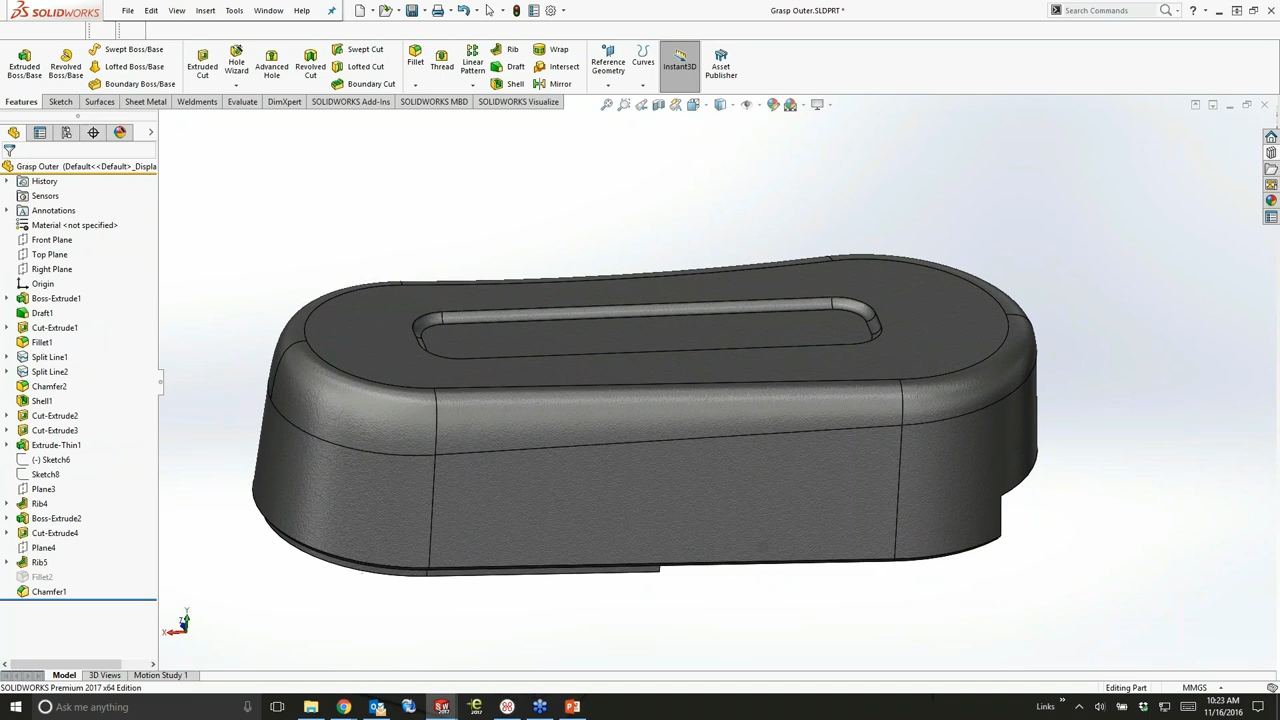 SOLIDWORKS File Edit View Insert Tools Window Help Grasp Outer.SLDPRT * Search Commands
Extruded Boss/Base Revolved Boss/Base Swept Boss/Base Lofted Boss/Base Boundary Boss/Base Extruded Cut Hole Wizard Advanced Hole Revolved Cut Swept Cut Lofted Cut Boundary Cut Fillet Thread Linear Pattern Rib Draft Shell Wrap Intersect Mirror Reference Geometry Curves Instant3D Asset Publisher
Features Sketch Surfaces Sheet Metal Weldments Evaluate DimXpert SOLIDWORKS Add-Ins SOLIDWORKS MBD SOLIDWORKS Visualize
Grasp Outer (Default<<Default>_Displa
History
Sensors
Annotations
Material <not specified>
Front Plane
Top Plane
Right Plane
Origin
Boss-Extrude1
Draft1
Cut-Extrude1
Fillet1
Split Line1
Split Line2
Chamfer2
Shell1
Cut-Extrude2
Cut-Extrude3
Extrude-Thin1
(-) Sketch6
Sketch8
Plane3
Rib4
Boss-Extrude2
Cut-Extrude4
Plane4
Rib5
Fillet2
Chamfer1
Y
Z
X
Model 3D Views Motion Study 1
SOLIDWORKS Premium 2017 x64 Edition Editing Part MMGS
Ask me anything Links 10:23 AM
11/16/2016